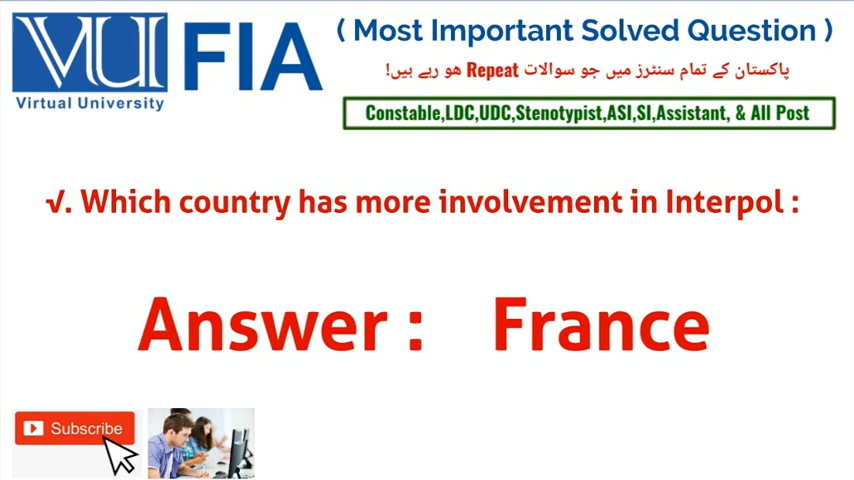 VU
Virtual University
FIA
( Most Important Solved Question )
پاکستان کے تمام سنٹرز میں جو سوالات Repeat ھو رہے ہیں!
Constable,LDC,UDC,Stenotypist,ASI,SI,Assistant, & All Post
√. Which country has more involvement in Interpol :
Answer : France
Subscribe